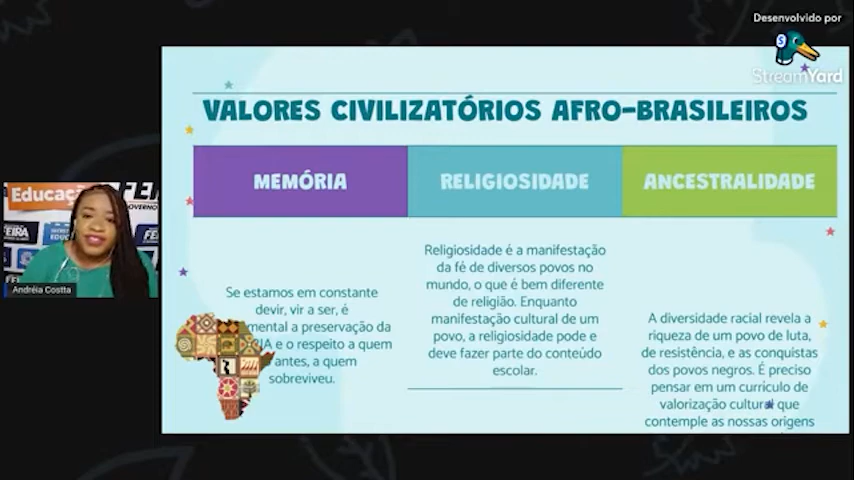 Desenvolvido por
StreamYard
VALORES CIVILIZATÓRIOS AFRO-BRASILEIROS
MEMÓRIA
RELIGIOSIDADE
ANCESTRALIDADE
Se estamos em constante
devir, vir a ser, é
mental a preservação da
IA e o respeito a quem
antes, a quem
sobreviveu.
Religiosidade é a manifestação
da fé de diversos povos no
mundo, o que é bem diferente
de religião. Enquanto
manifestação cultural de um
povo, a religiosidade pode e
deve fazer parte do conteúdo
escolar.
A diversidade racial revela a
riqueza de um povo de luta,
de resistência, e as conquistas
dos povos negros. É preciso
pensar em um curriculo de
valorização cultural que
contemple as nossas origens
Educaç
FEIRA
Andréia Costta